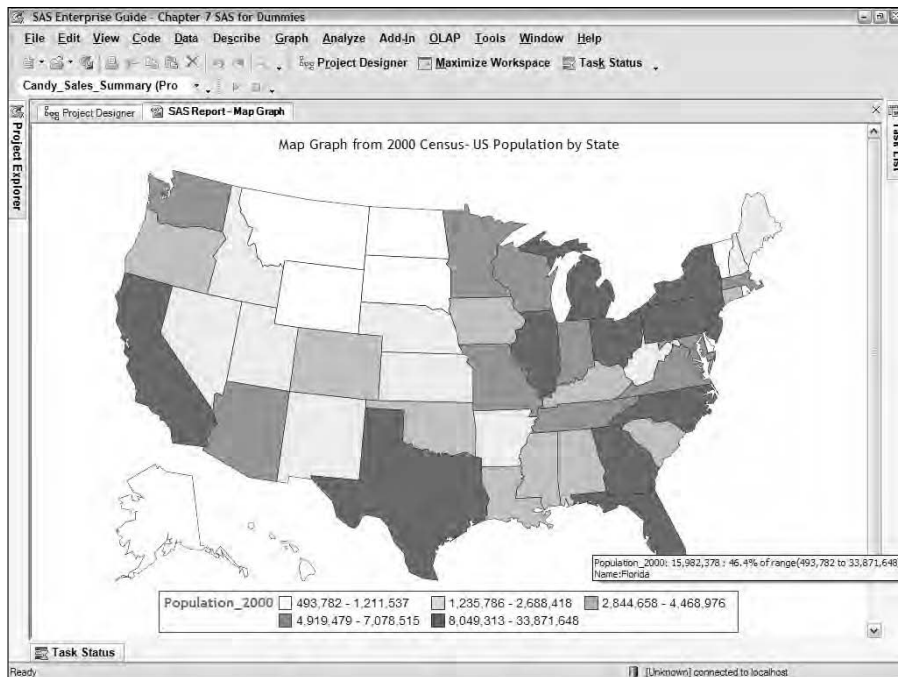 SAS Enterprise Guide - Chapter 7 SAS for Dummies
File Edit View Code Data Describe Graph Analyze Add-In OLAP Tools Window Help
Project Designer Maximize Workspace Task Status
Candy_Sales_Summary (Pro
Project Explorer
Project Designer SAS Report - Map Graph
Task List
Map Graph from 2000 Census- US Population by State
Population_2000: 15,982,378 : 46.4% of range(493,782 to 33,871,648)
Name:Florida
Population_2000 493,782 - 1,211,537 1,235,786 - 2,688,418 2,844,658 - 4,468,976
4,919,479 - 7,078,515 8,049,313 - 33,871,648
Task Status
Ready [Unknown] connected to localhost